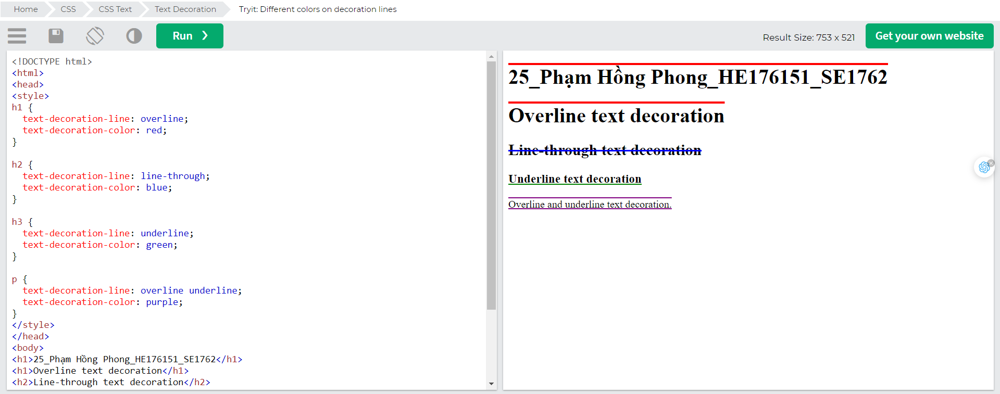 Home CSS CSS Text Text Decoration Tryit: Different colors on decoration lines
Run ❯ Result Size: 753 x 521 Get your own website
<!DOCTYPE html>
<html>
<head>
<style>
h1 {
  text-decoration-line: overline;
  text-decoration-color: red;
}

h2 {
  text-decoration-line: line-through;
  text-decoration-color: blue;
}

h3 {
  text-decoration-line: underline;
  text-decoration-color: green;
}

p {
  text-decoration-line: overline underline;
  text-decoration-color: purple;
}
</style>
</head>
<body>
<h1>25_Phạm Hồng Phong_HE176151_SE1762</h1>
<h1>Overline text decoration</h1>
<h2>Line-through text decoration</h2>
25_Phạm Hồng Phong_HE176151_SE1762
Overline text decoration
Line-through text decoration
Underline text decoration
Overline and underline text decoration.